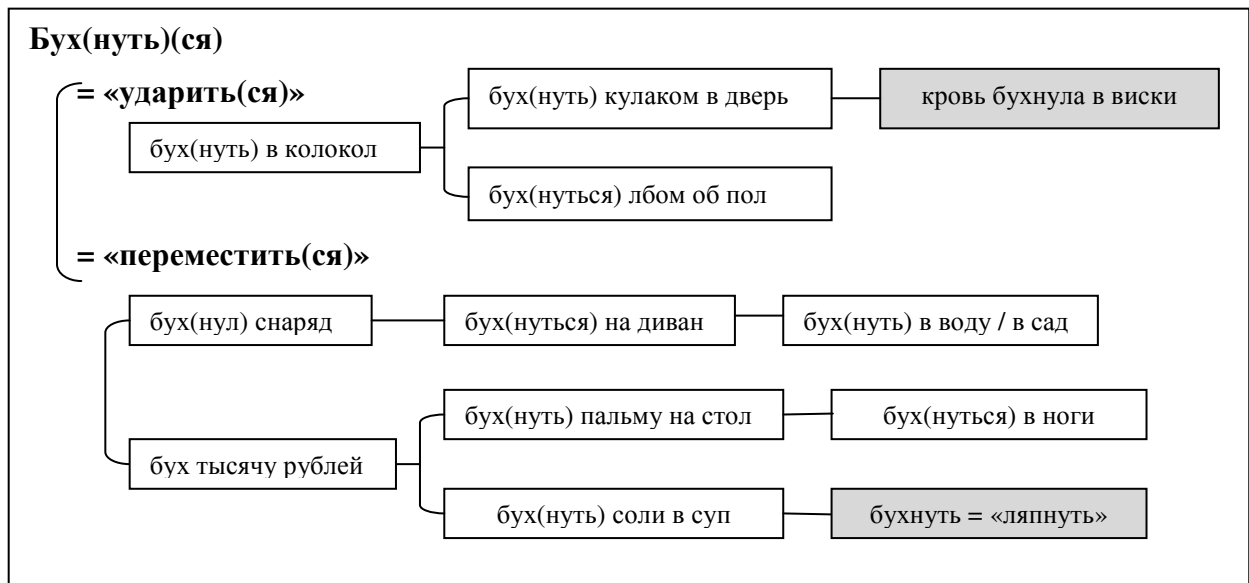 Бух(нуть)(ся)
= «ударить(ся)»
бух(нуть) в колокол
бух(нуть) кулаком в дверь
кровь бухнула в виски
бух(нуться) лбом об пол
= «переместить(ся)»
бух(нул) снаряд
бух(нуться) на диван
бух(нуть) в воду / в сад
бух тысячу рублей
бух(нуть) пальму на стол
бух(нуться) в ноги
бух(нуть) соли в суп
бухнуть = «ляпнуть»